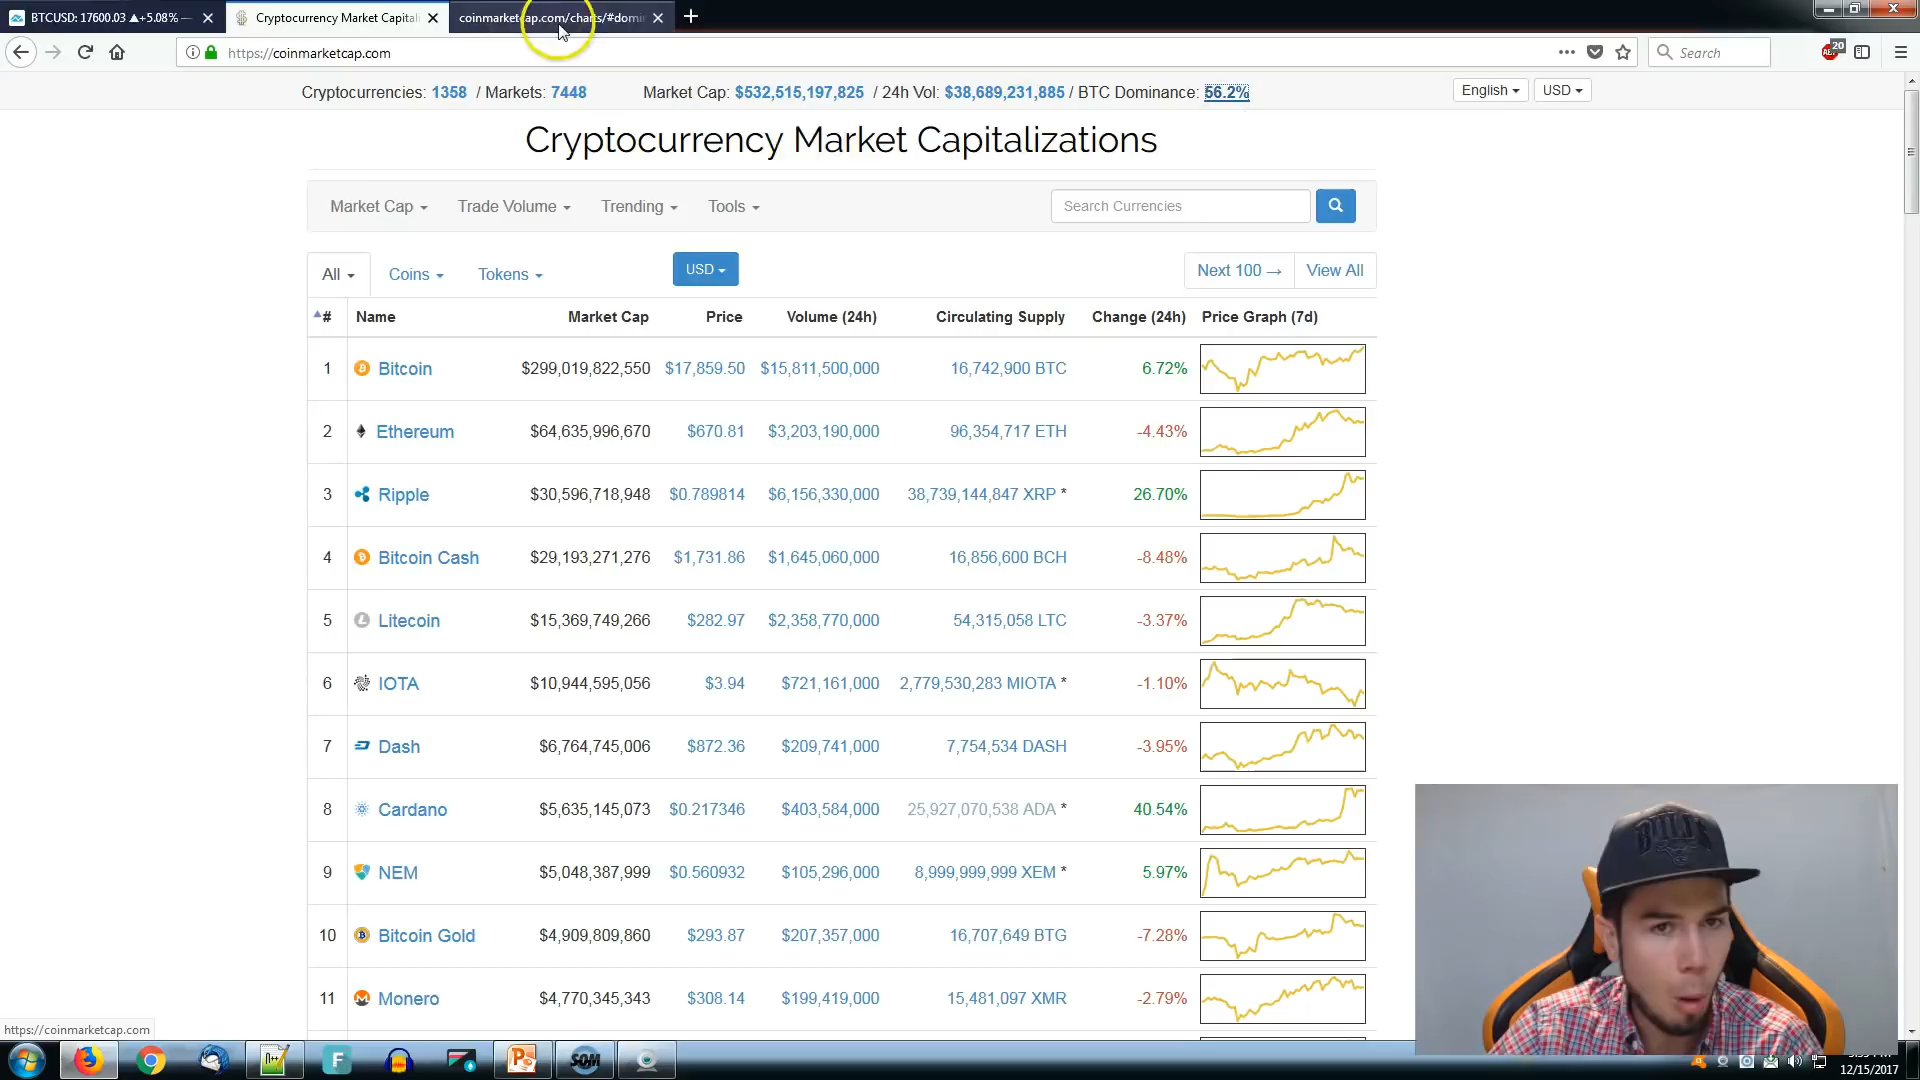 BTCUSD: 17600.03 ▲+5.08% —
Cryptocurrency Market Capitali
coinmarketcap.com/charts/#domi
https://coinmarketcap.com
Search
20
Cryptocurrencies: 1358 / Markets: 7448
Market Cap: $532,515,197,825 / 24h Vol: $38,689,231,885 / BTC Dominance: 56.2%
English
USD
Cryptocurrency Market Capitalizations
Market Cap
Trade Volume
Trending
Tools
Search Currencies
All
Coins
Tokens
USD
Next 100 →
View All
# Name Market Cap Price Volume (24h) Circulating Supply Change (24h) Price Graph (7d)
1 Bitcoin $299,019,822,550 $17,859.50 $15,811,500,000 16,742,900 BTC 6.72%
2 Ethereum $64,635,996,670 $670.81 $3,203,190,000 96,354,717 ETH -4.43%
3 Ripple $30,596,718,948 $0.789814 $6,156,330,000 38,739,144,847 XRP * 26.70%
4 Bitcoin Cash $29,193,271,276 $1,731.86 $1,645,060,000 16,856,600 BCH -8.48%
5 Litecoin $15,369,749,266 $282.97 $2,358,770,000 54,315,058 LTC -3.37%
6 IOTA $10,944,595,056 $3.94 $721,161,000 2,779,530,283 MIOTA * -1.10%
7 Dash $6,764,745,006 $872.36 $209,741,000 7,754,534 DASH -3.95%
8 Cardano $5,635,145,073 $0.217346 $403,584,000 25,927,070,538 ADA * 40.54%
9 NEM $5,048,387,999 $0.560932 $105,296,000 8,999,999,999 XEM * 5.97%
10 Bitcoin Gold $4,909,809,860 $293.87 $207,357,000 16,707,649 BTG -7.28%
11 Monero $4,770,345,343 $308.14 $199,419,000 15,481,097 XMR -2.79%
https://coinmarketcap.com
F
SOM
12/15/2017